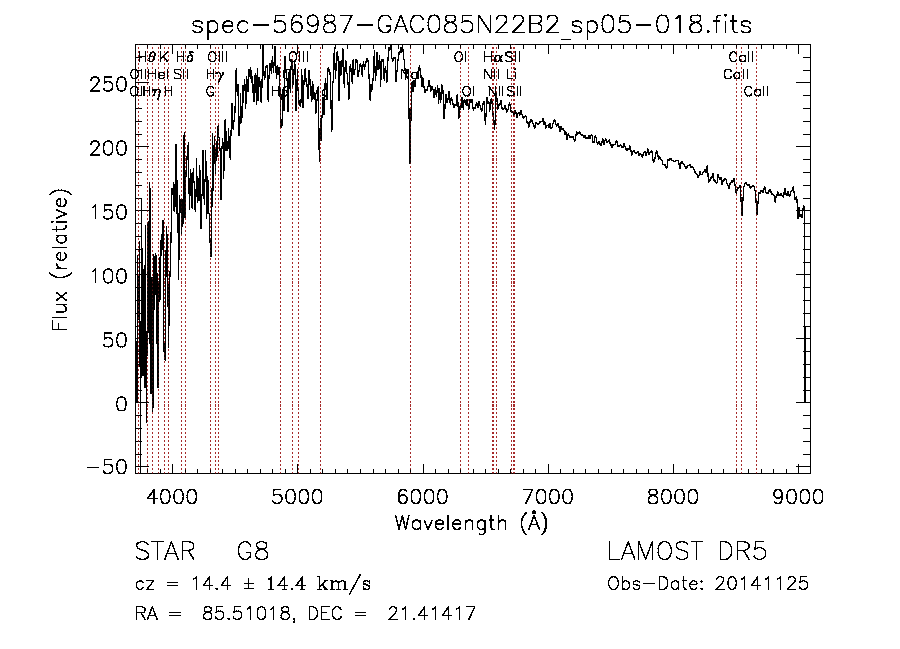 spec-56987-GAC085N22B2_sp05-018.fits
Hθ K Hδ OIII OIII OI Hα SII CaII
OII HeI SII Hγ Na NII Li CaII
OII Hη H G Hβ OI NII SII CaII
250
200
150
100
50
0
-50
Flux (relative)
4000 5000 6000 7000 8000 9000
Wavelength (Å)
STAR G8 LAMOST DR5
cz = 14.4 ± 14.4 km/s Obs-Date: 20141125
RA = 85.51018, DEC = 21.41417